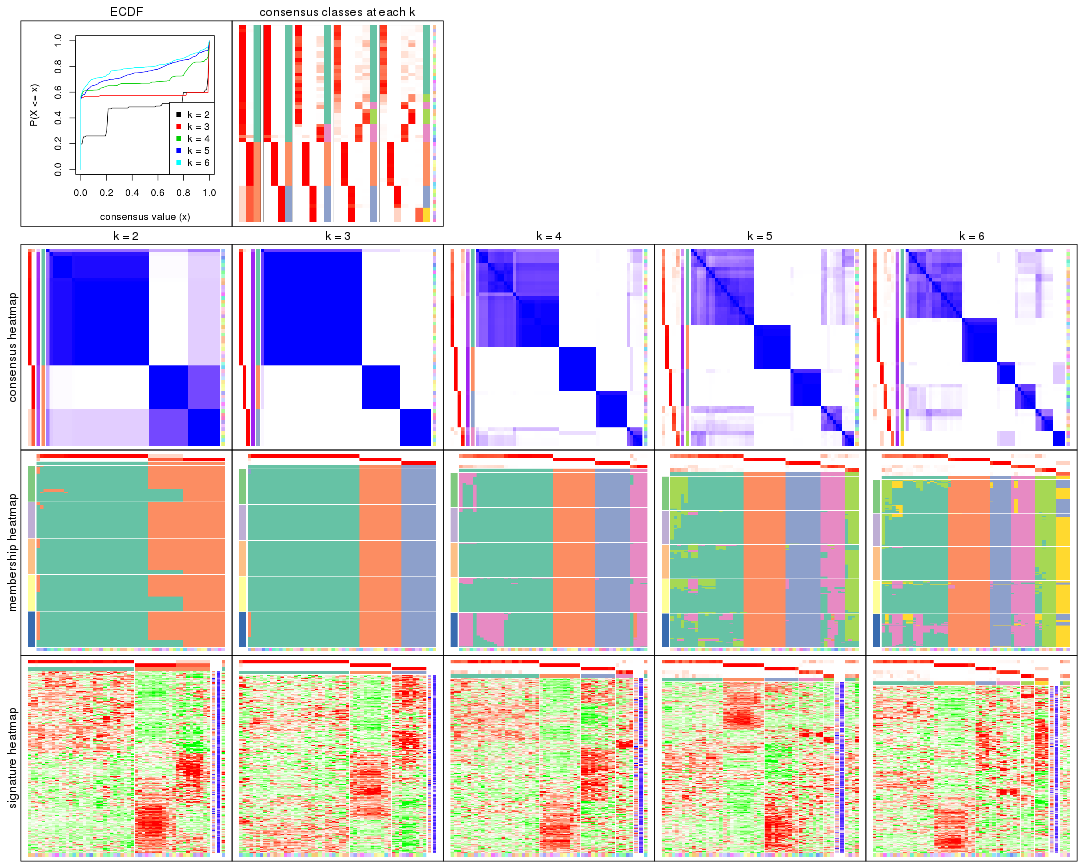 ECDF
consensus classes at each k
P(X <= x)
1.0
0.8
0.6
0.4
0.2
0.0
k = 2
k = 3
k = 4
k = 5
k = 6
0.0 0.2 0.4 0.6 0.8 1.0
consensus value (x)
k = 2
k = 3
k = 4
k = 5
k = 6
consensus heatmap
membership heatmap
signature heatmap